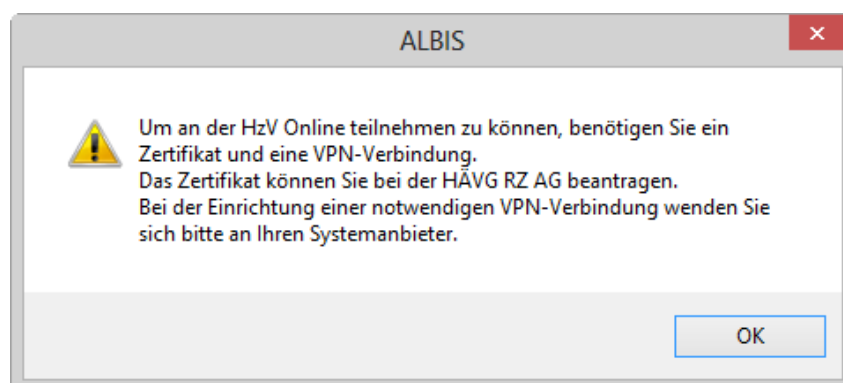 ALBIS
Um an der HzV Online teilnehmen zu können, benötigen Sie ein
Zertifikat und eine VPN-Verbindung.
Das Zertifikat können Sie bei der HÄVG RZ AG beantragen.
Bei der Einrichtung einer notwendigen VPN-Verbindung wenden Sie
sich bitte an Ihren Systemanbieter.
OK